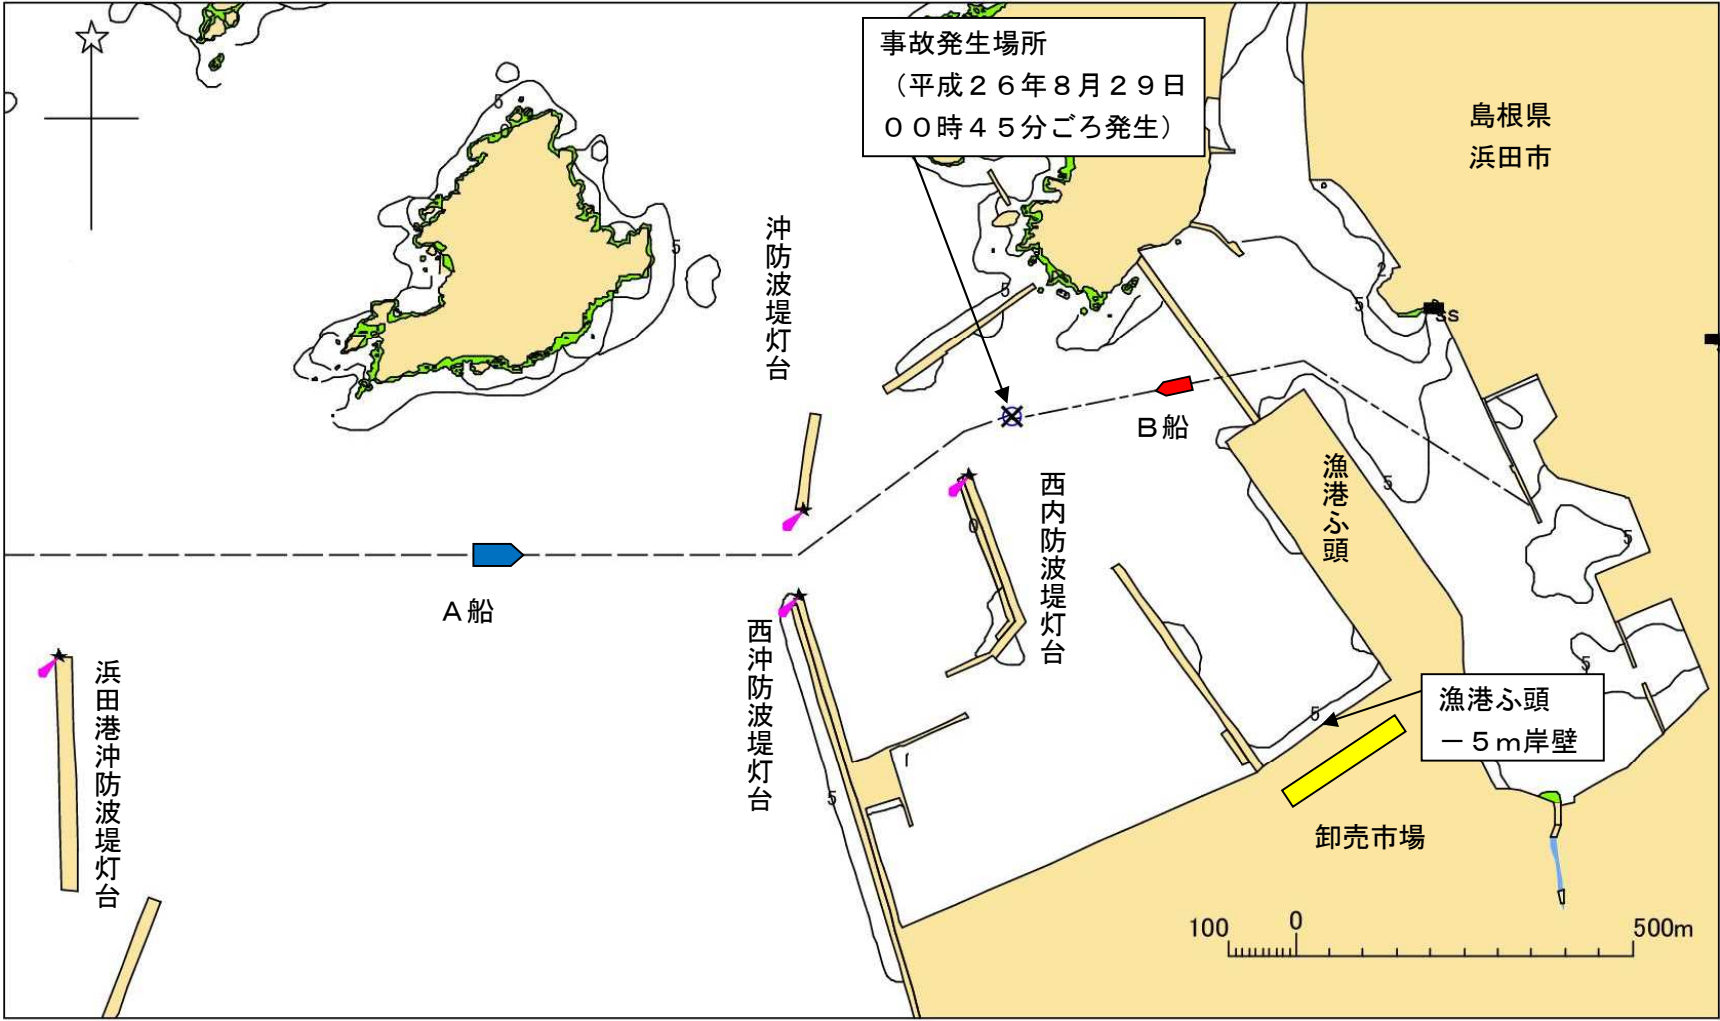 事故発生場所
（平成２６年８月２９日
００時４５分ごろ発生）
島根県
浜田市
沖防波堤灯台
Ｂ船
漁港ふ頭
西内防波堤灯台
Ａ船
西沖防波堤灯台
浜田港沖防波堤灯台
漁港ふ頭
－５ｍ岸壁
卸売市場
100
0
500m
5
5
5
2
5
SS
5
5
5
5
5
0